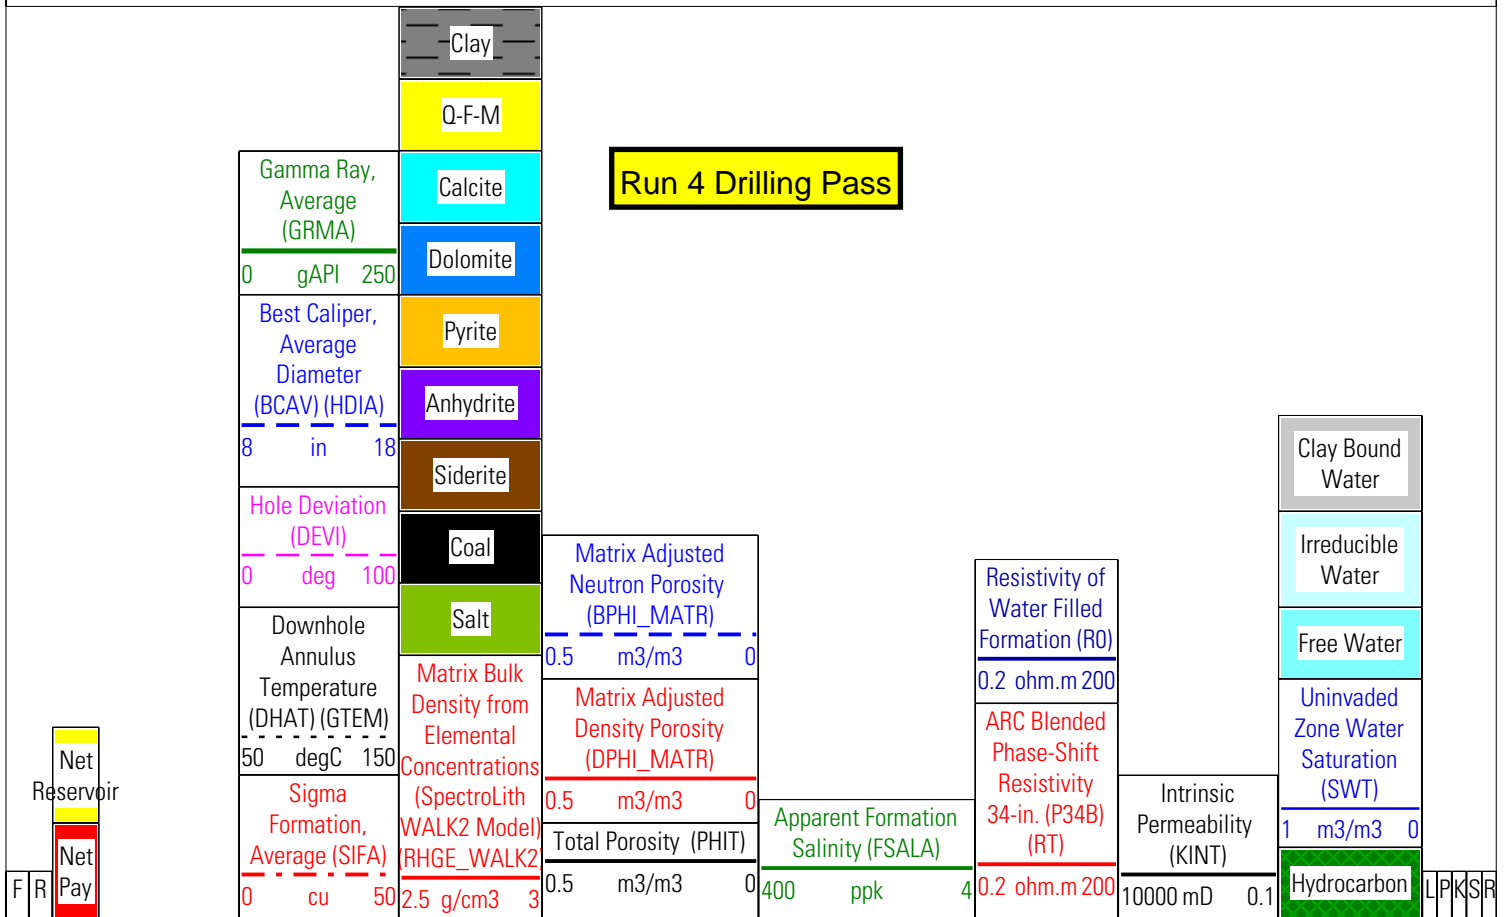 Clay
Q-F-M
Calcite
Dolomite
Pyrite
Anhydrite
Siderite
Coal
Salt
Matrix Bulk
Density from
Elemental
Concentrations
(SpectroLith
WALK2 Model)
(RHGE_WALK2)
2.5 g/cm3 3
Run 4 Drilling Pass
Gamma Ray,
Average
(GRMA)
0 gAPI 250
Best Caliper,
Average
Diameter
(BCAV) (HDIA)
8 in 18
Hole Deviation
(DEVI)
0 deg 100
Downhole
Annulus
Temperature
(DHAT) (GTEM)
50 degC 150
Sigma
Formation,
Average (SIFA)
0 cu 50
Net
Reservoir
Net
Pay
F R
Matrix Adjusted
Neutron Porosity
(BPHI_MATR)
0.5 m3/m3 0
Matrix Adjusted
Density Porosity
(DPHI_MATR)
0.5 m3/m3 0
Total Porosity (PHIT)
0.5 m3/m3 0
Apparent Formation
Salinity (FSALA)
400 ppk 4
Resistivity of
Water Filled
Formation (R0)
0.2 ohm.m 200
ARC Blended
Phase-Shift
Resistivity
34-in. (P34B)
(RT)
0.2 ohm.m 200
Intrinsic
Permeability
(KINT)
10000 mD 0.1
Clay Bound
Water
Irreducible
Water
Free Water
Uninvaded
Zone Water
Saturation
(SWT)
1 m3/m3 0
Hydrocarbon
L P K S R